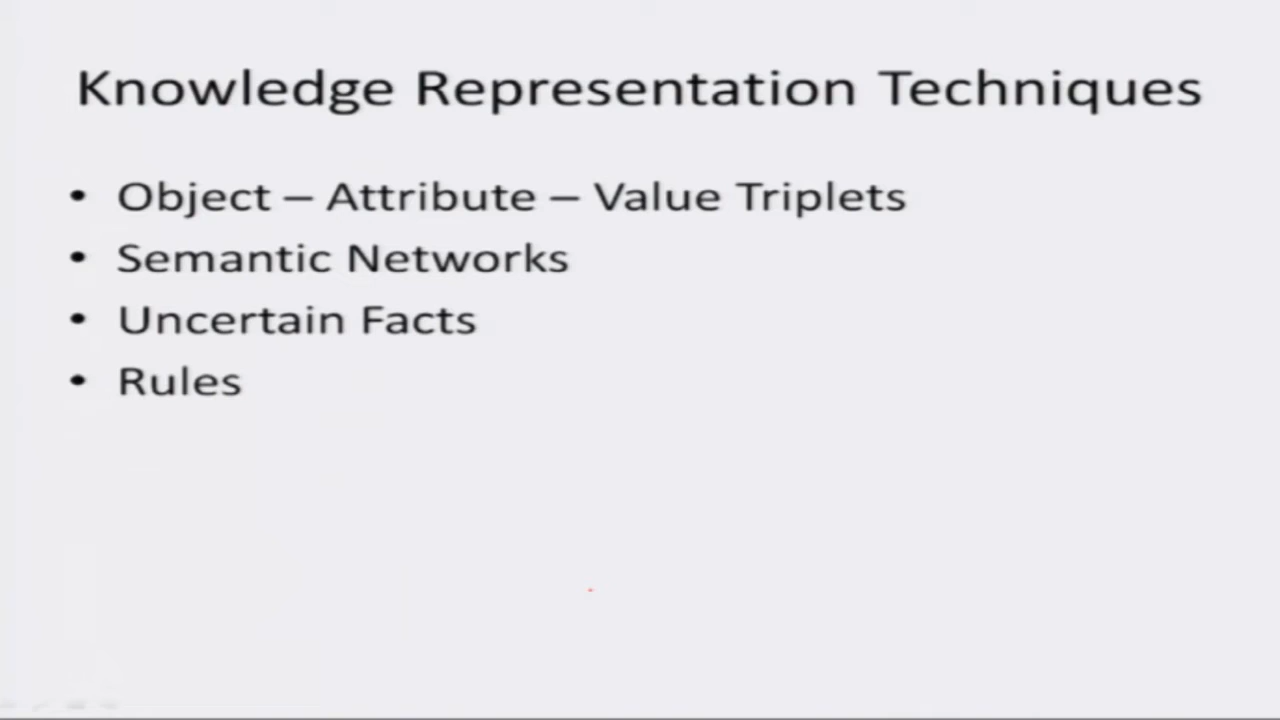 Knowledge Representation Techniques
• Object – Attribute – Value Triplets
• Semantic Networks
• Uncertain Facts
• Rules